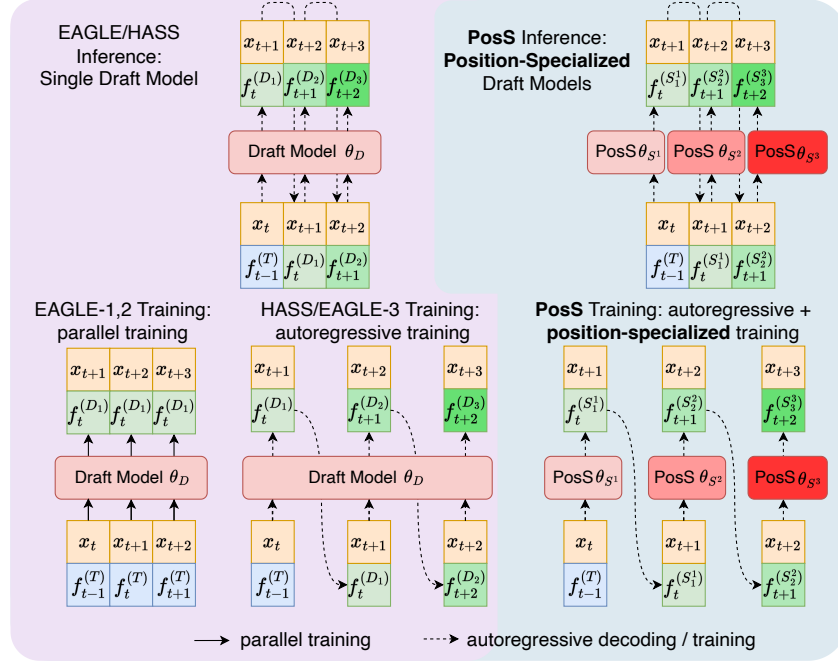 EAGLE/HASS
Inference:
Single Draft Model
x_{t+1} x_{t+2} x_{t+3}
f_t^{(D_1)} f_{t+1}^{(D_2)} f_{t+2}^{(D_3)}
Draft Model θ_D
x_t x_{t+1} x_{t+2}
f_{t-1}^{(T)} f_t^{(D_1)} f_{t+1}^{(D_2)}
PosS Inference:
Position-Specialized
Draft Models
x_{t+1} x_{t+2} x_{t+3}
f_t^{(S_1^1)} f_{t+1}^{(S_2^2)} f_{t+2}^{(S_3^3)}
PosS θ_{S^1} PosS θ_{S^2} PosS θ_{S^3}
x_t x_{t+1} x_{t+2}
f_{t-1}^{(T)} f_t^{(S_1^1)} f_{t+1}^{(S_2^2)}
EAGLE-1,2 Training:
parallel training
x_{t+1} x_{t+2} x_{t+3}
f_t^{(D_1)} f_t^{(D_1)} f_t^{(D_1)}
Draft Model θ_D
x_t x_{t+1} x_{t+2}
f_{t-1}^{(T)} f_t^{(T)} f_{t+1}^{(T)}
HASS/EAGLE-3 Training:
autoregressive training
x_{t+1} x_{t+2} x_{t+3}
f_t^{(D_1)} f_{t+1}^{(D_2)} f_{t+2}^{(D_3)}
Draft Model θ_D
x_t x_{t+1} x_{t+2}
f_{t-1}^{(T)} f_t^{(D_1)} f_{t+2}^{(D_2)}
PosS Training: autoregressive +
position-specialized training
x_{t+1} x_{t+2} x_{t+3}
f_t^{(S_1^1)} f_{t+1}^{(S_2^2)} f_{t+2}^{(S_3^3)}
PosS θ_{S^1} PosS θ_{S^2} PosS θ_{S^3}
x_t x_{t+1} x_{t+2}
f_{t-1}^{(T)} f_t^{(S_1^1)} f_{t+1}^{(S_2^2)}
parallel training
autoregressive decoding / training